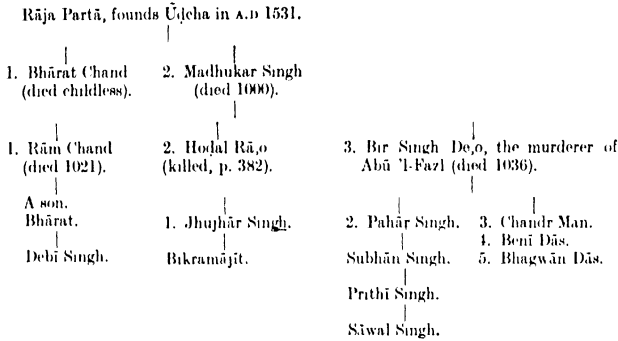 Rāja Partā, founds Ūḍcha in A.D 1531.
1. Bhārat Chand 2. Madhukar Singh
(died childless). (died 1000).
1. Rām Chand 2. Hoḍal Rā,o 3. Bir Singh De,o, the murderer of
(died 1021). (killed, p. 382). Abū 'l-Fazl (died 1036).
A son.
Bhārat. 1. Jhujhār Singh. 2. Pahār Singh. 3. Chandr Man.
4. Benī Dās.
Debī Singh. Bikramājīt. Subhān Singh. 5. Bhagwān Dās.
Prithī Singh.
Sāwal Singh.